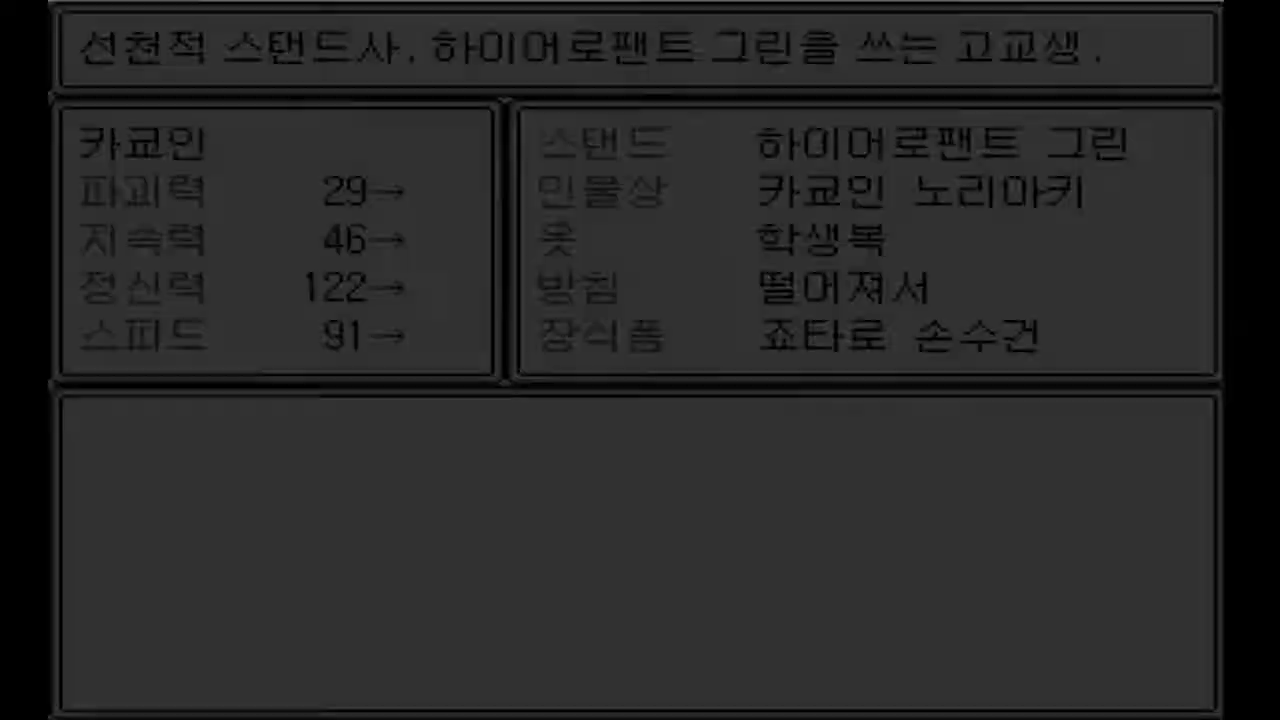 선천적 스탠드사. 하이어로팬트 그린을 쓰는 고교생.
카쿄인
파괴력 29→
지속력 46→
정신력 122→
스피드 91→
스탠드 하이어로팬트 그린
인물상 카쿄인 노리아키
옷 학생복
방침 떨어져서
장식품 죠타로 손수건